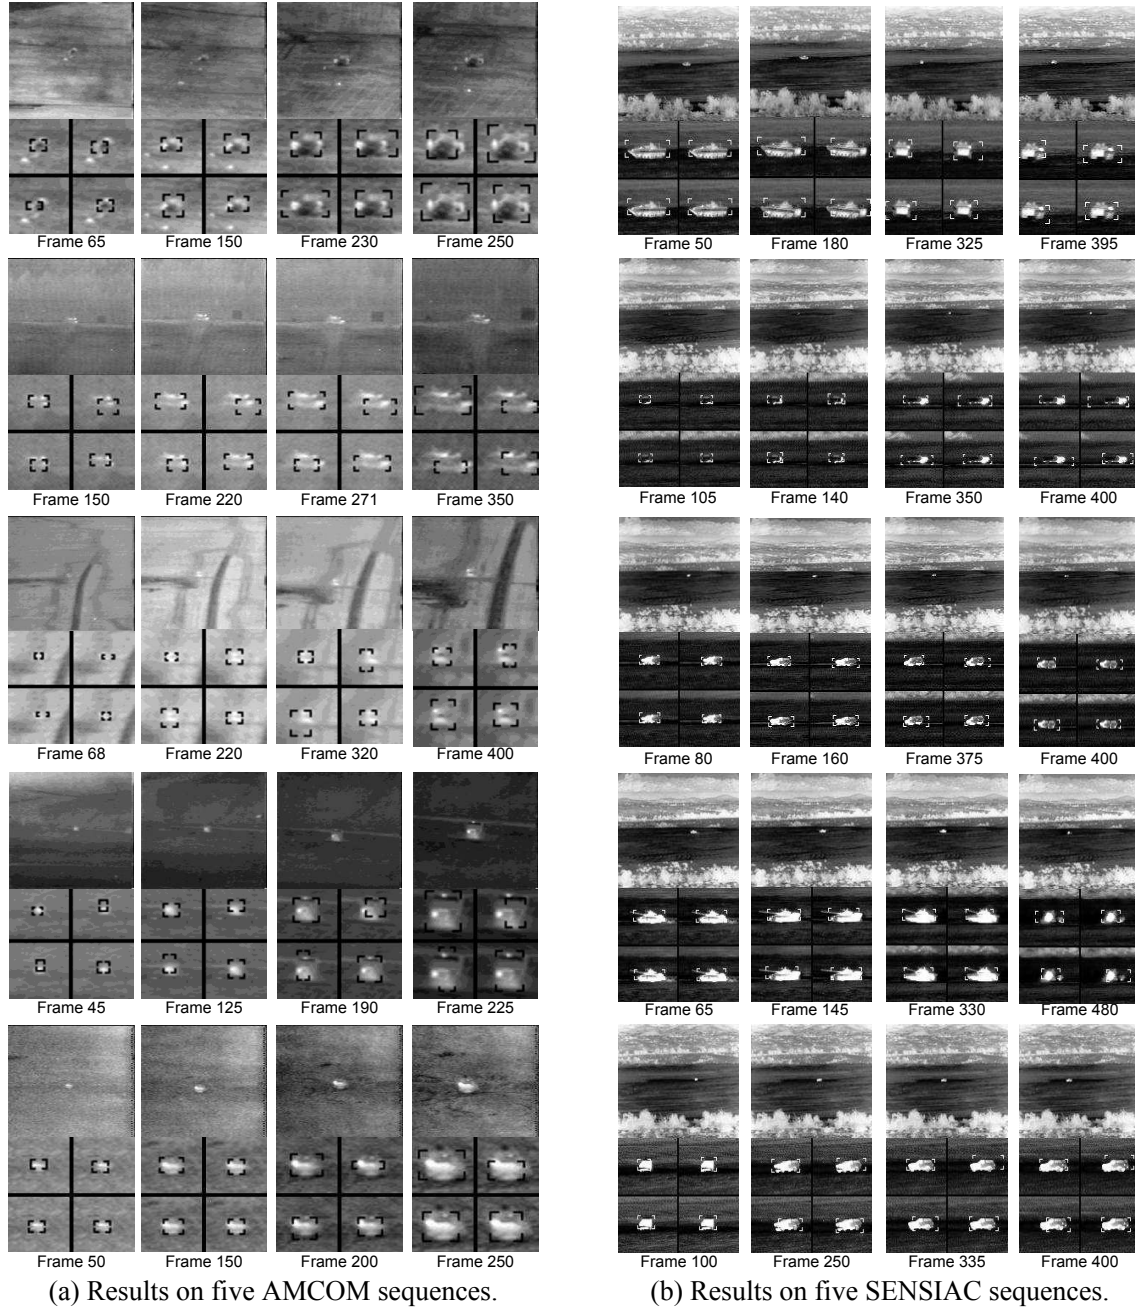 Frame 65 Frame 150 Frame 230 Frame 250
Frame 50 Frame 180 Frame 325 Frame 395
Frame 150 Frame 220 Frame 271 Frame 350
Frame 105 Frame 140 Frame 350 Frame 400
Frame 68 Frame 220 Frame 320 Frame 400
Frame 80 Frame 160 Frame 375 Frame 400
Frame 45 Frame 125 Frame 190 Frame 225
Frame 65 Frame 145 Frame 330 Frame 480
Frame 50 Frame 150 Frame 200 Frame 250
Frame 100 Frame 250 Frame 335 Frame 400
(a) Results on five AMCOM sequences.
(b) Results on five SENSIAC sequences.